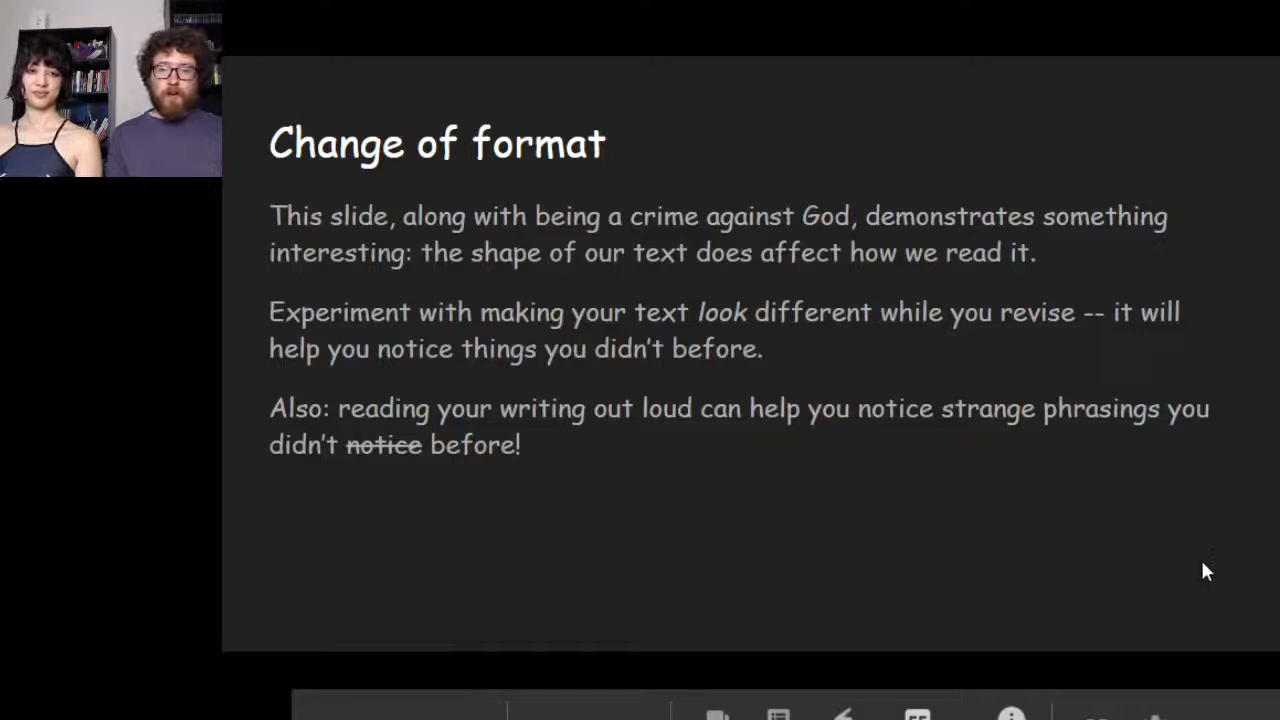 Change of format
This slide, along with being a crime against God, demonstrates something
interesting: the shape of our text does affect how we read it.
Experiment with making your text look different while you revise -- it will
help you notice things you didn't before.
Also: reading your writing out loud can help you notice strange phrasings you
didn't notice before!